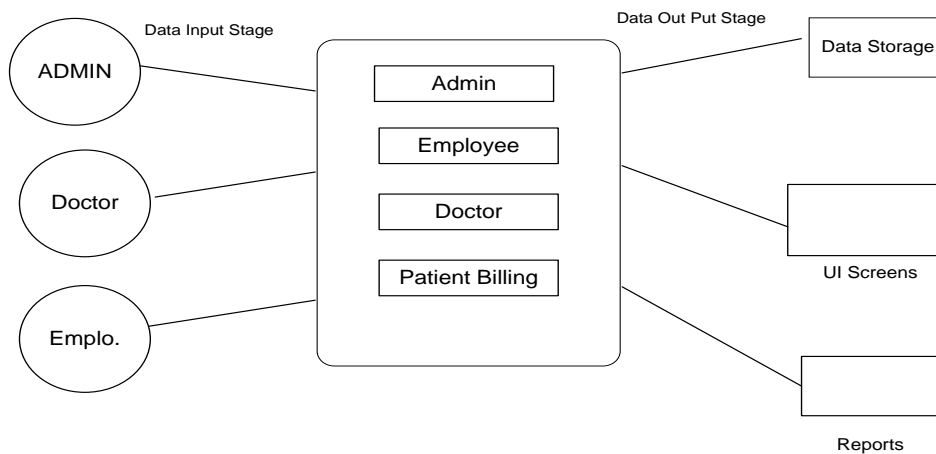 Data Input Stage
Data Out Put Stage
ADMIN
Doctor
Emplo.
Admin
Employee
Doctor
Patient Billing
Data Storage
UI Screens
Reports